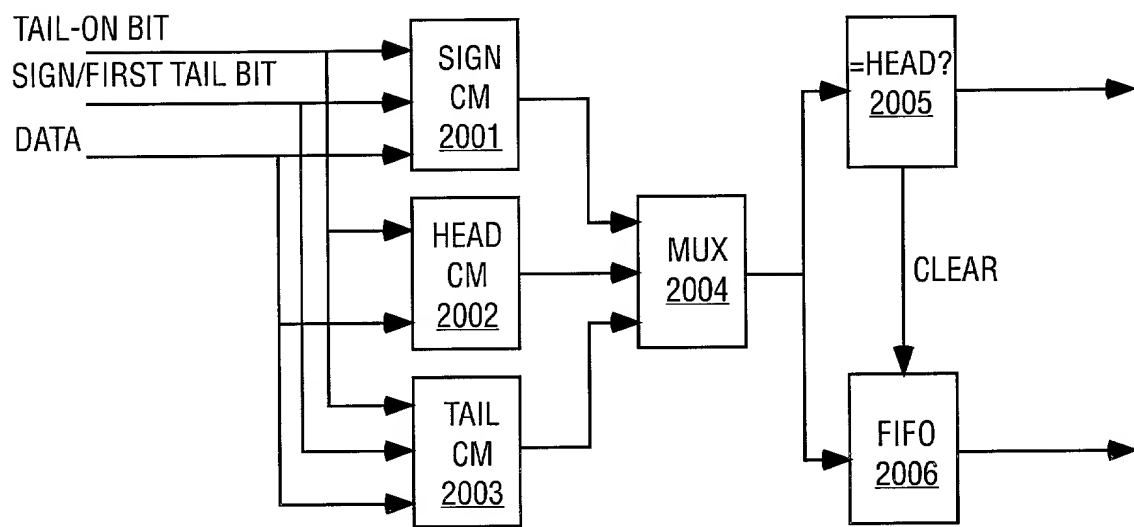 TAIL-ON BIT
SIGN/FIRST TAIL BIT
DATA
SIGN
CM
2001
HEAD
CM
2002
TAIL
CM
2003
MUX
2004
=HEAD?
2005
CLEAR
FIFO
2006